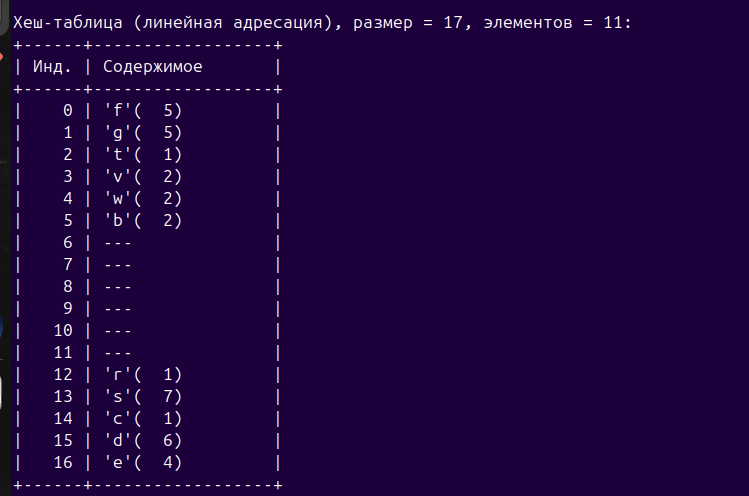 Хеш-таблица (линейная адресация), размер = 17, элементов = 11:
+------+------------------+
| Инд. | Содержимое       |
+------+------------------+
|    0 | 'f'(  5)         |
|    1 | 'g'(  5)         |
|    2 | 't'(  1)         |
|    3 | 'v'(  2)         |
|    4 | 'w'(  2)         |
|    5 | 'b'(  2)         |
|    6 | ---              |
|    7 | ---              |
|    8 | ---              |
|    9 | ---              |
|   10 | ---              |
|   11 | ---              |
|   12 | 'r'(  1)         |
|   13 | 's'(  7)         |
|   14 | 'c'(  1)         |
|   15 | 'd'(  6)         |
|   16 | 'e'(  4)         |
+------+------------------+